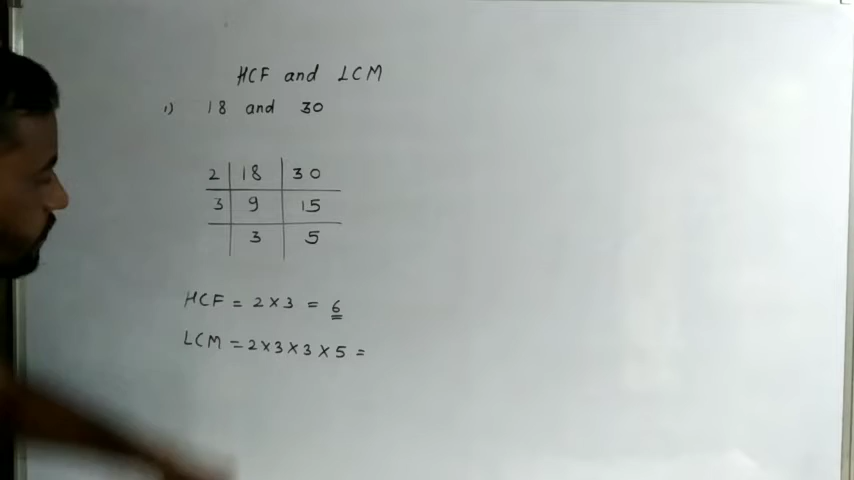 HCF and LCM
1) 18 and 30
2 | 18 | 30
3 | 9 | 15
3 | 5
HCF = 2 × 3 = 6
LCM = 2 × 3 × 3 × 5 =